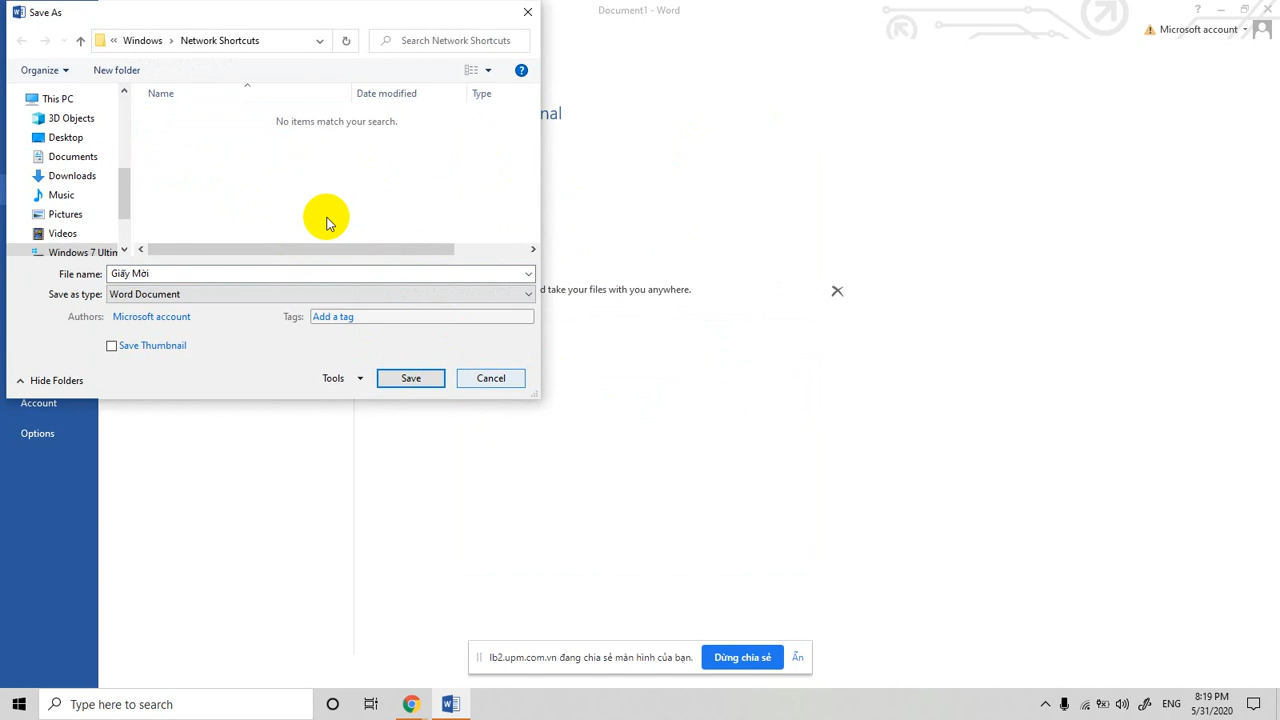 Save As
Document1 - Word
?
Microsoft account
« Windows › Network Shortcuts
Search Network Shortcuts
Organize
New folder
?
Name
Date modified
Type
This PC
No items match your search.
nal
3D Objects
Desktop
Documents
Downloads
Music
Pictures
Videos
Windows 7 Ultin
File name:
Giấy Mời
d take your files with you anywhere.
Save as type:
Word Document
Authors:
Microsoft account
Tags:
Add a tag
Save Thumbnail
Hide Folders
Tools
Save
Cancel
Account
Options
lb2.upm.com.vn đang chia sẻ màn hình của bạn.
Dừng chia sẻ
Ẩn
Type here to search
ENG
8:19 PM
5/31/2020